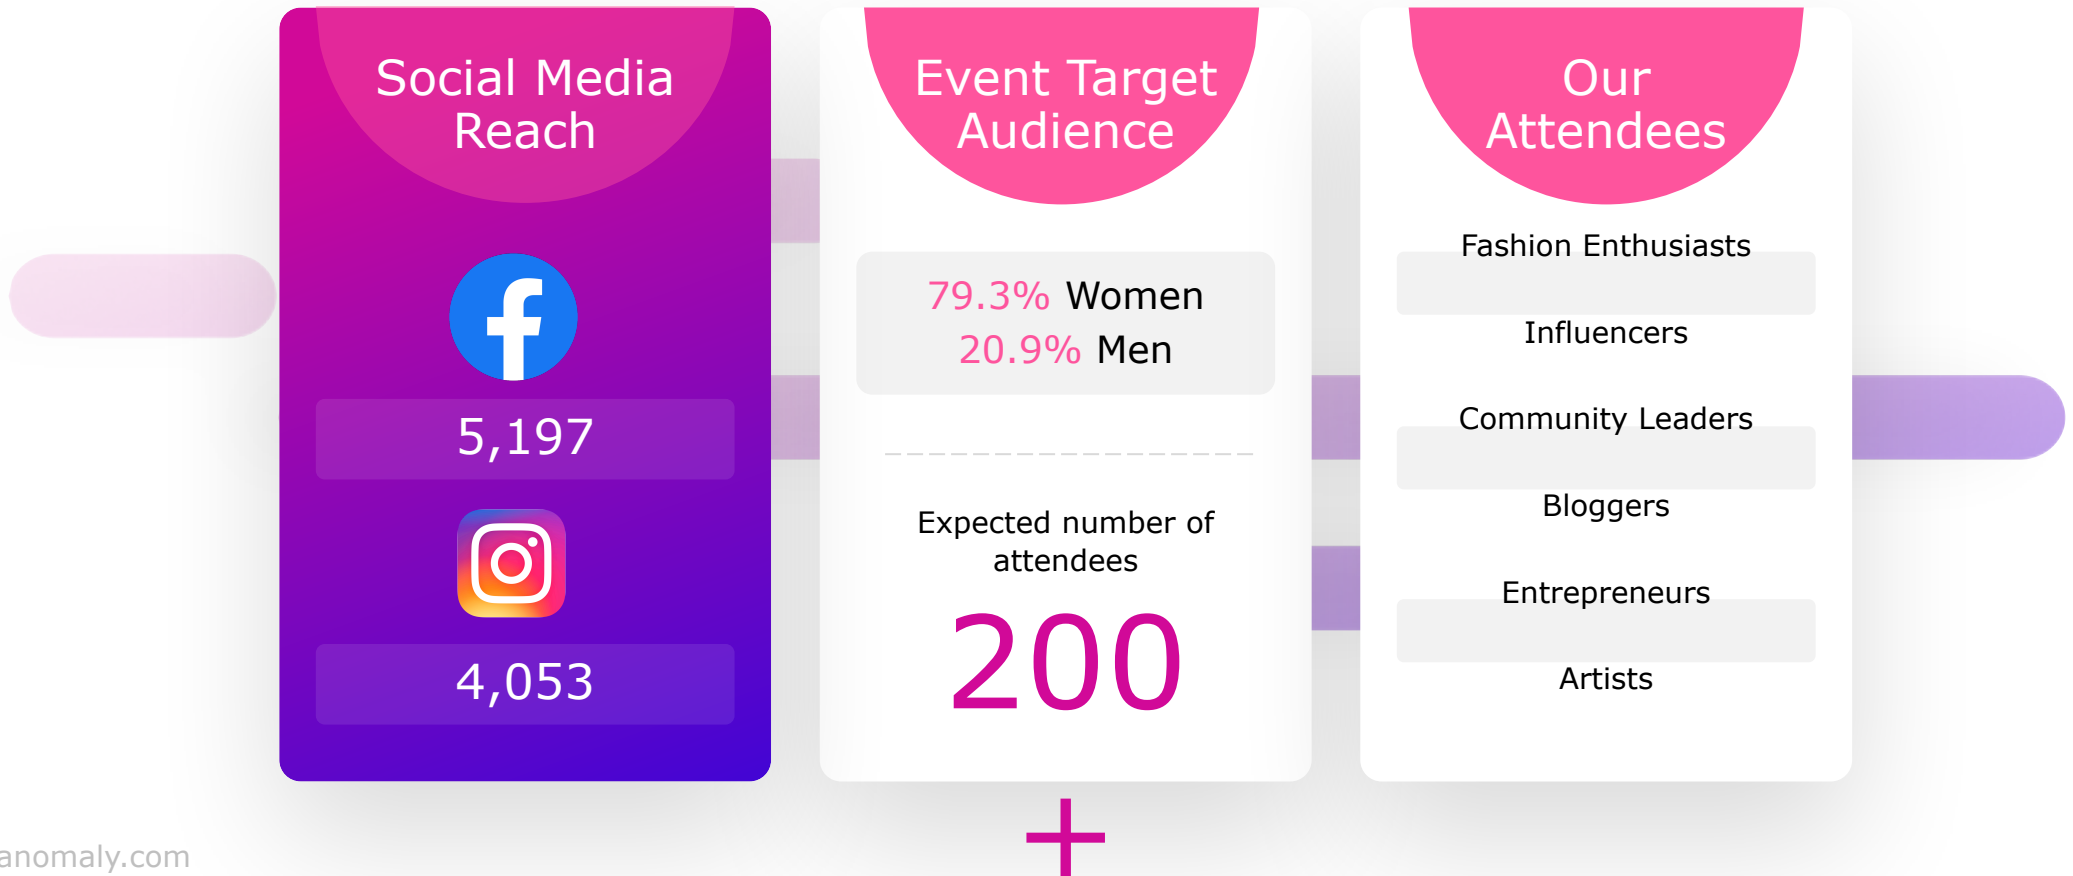 Social Media
Reach
5,197
4,053
Event Target
Audience
79.3% Women
20.9% Men
Expected number of
attendees
200
+
Our
Attendees
Fashion Enthusiasts
Influencers
Community Leaders
Bloggers
Entrepreneurs
Artists
anomaly.com